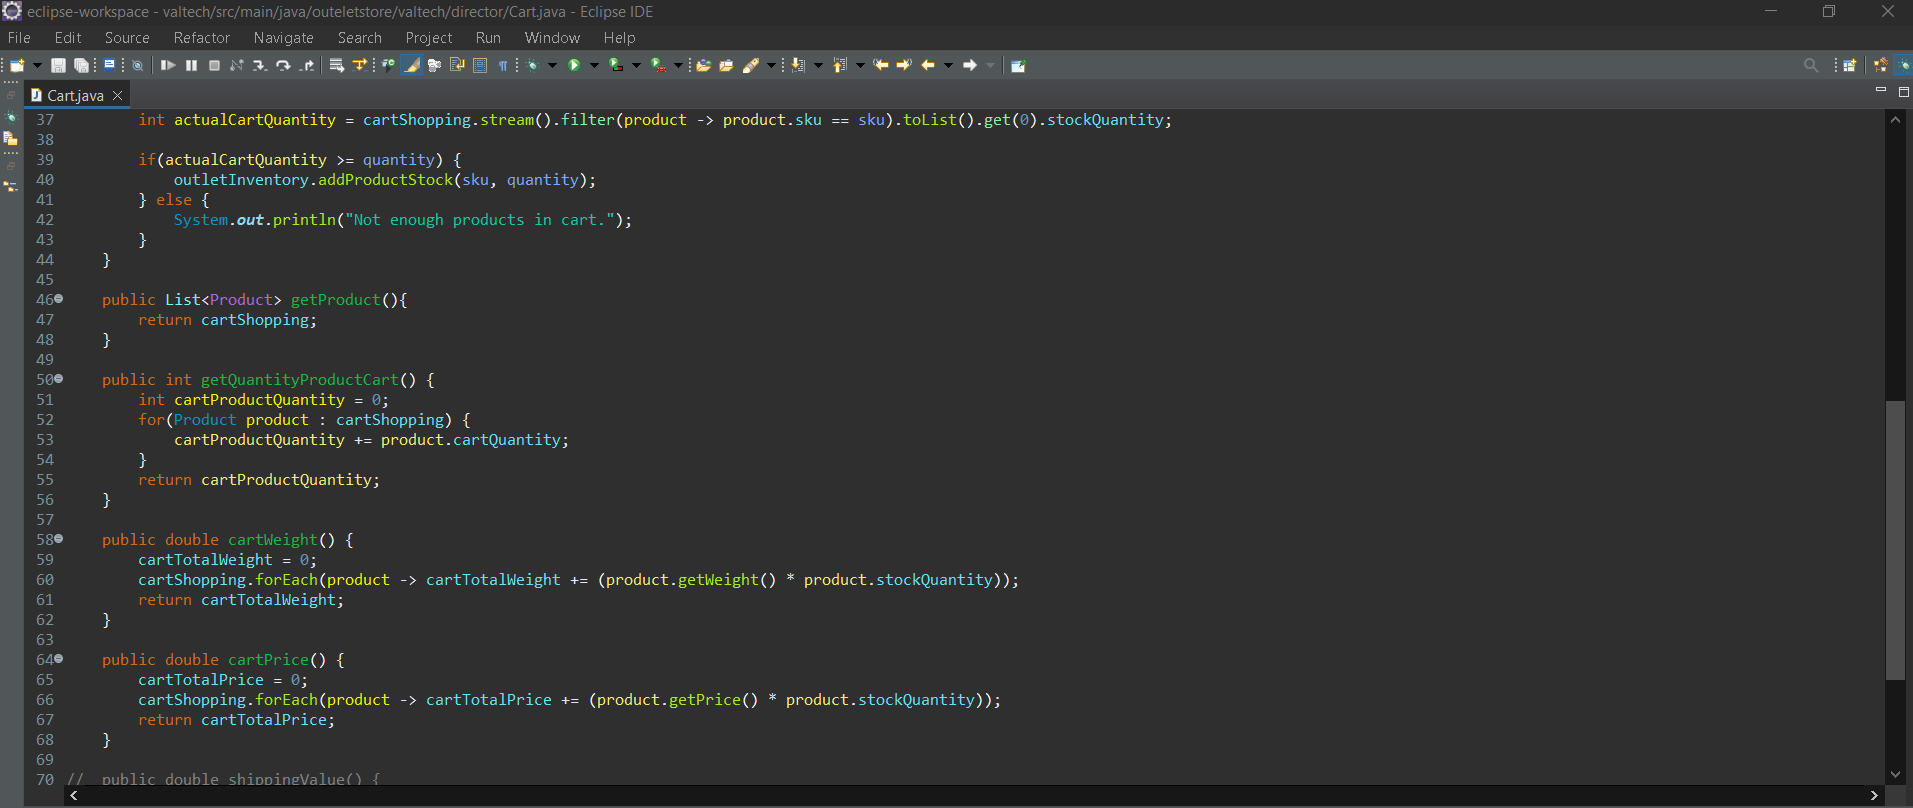 eclipse-workspace - valtech/src/main/java/outeletstore/valtech/director/Cart.java - Eclipse IDE
File Edit Source Refactor Navigate Search Project Run Window Help
Cart.java
37 int actualCartQuantity = cartShopping.stream().filter(product -> product.sku == sku).toList().get(0).stockQuantity;
38
39 if(actualCartQuantity >= quantity) {
40 outletInventory.addProductStock(sku, quantity);
41 } else {
42 System.out.println("Not enough products in cart.");
43 }
44 }
45
46 public List<Product> getProduct(){
47 return cartShopping;
48 }
49
50 public int getQuantityProductCart() {
51 int cartProductQuantity = 0;
52 for(Product product : cartShopping) {
53 cartProductQuantity += product.cartQuantity;
54 }
55 return cartProductQuantity;
56 }
57
58 public double cartWeight() {
59 cartTotalWeight = 0;
60 cartShopping.forEach(product -> cartTotalWeight += (product.getWeight() * product.stockQuantity));
61 return cartTotalWeight;
62 }
63
64 public double cartPrice() {
65 cartTotalPrice = 0;
66 cartShopping.forEach(product -> cartTotalPrice += (product.getPrice() * product.stockQuantity));
67 return cartTotalPrice;
68 }
69
70 // public double shippingValue() {